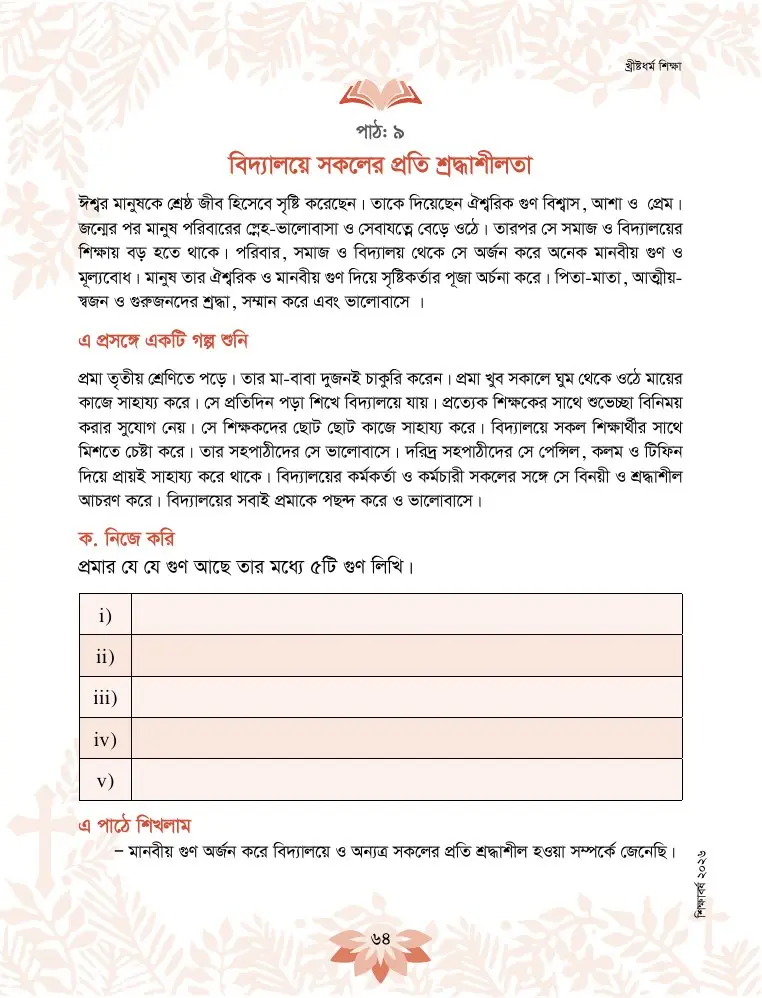 খ্রীষ্টধর্ম শিক্ষা
পাঠ: ৯
বিদ্যালয়ে সকলের প্রতি শ্রদ্ধাশীলতা
ঈশ্বর মানুষকে শ্রেষ্ঠ জীব হিসেবে সৃষ্টি করেছেন। তাকে দিয়েছেন ঐশ্বরিক গুণ বিশ্বাস, আশা ও প্রেম।
জন্মের পর মানুষ পরিবারের স্নেহ-ভালোবাসা ও সেবাযত্নে বেড়ে ওঠে। তারপর সে সমাজ ও বিদ্যালয়ের
শিক্ষায় বড় হতে থাকে। পরিবার, সমাজ ও বিদ্যালয় থেকে সে অর্জন করে অনেক মানবীয় গুণ ও
মূল্যবোধ। মানুষ তার ঐশ্বরিক ও মানবীয় গুণ দিয়ে সৃষ্টিকর্তার পূজা অর্চনা করে। পিতা-মাতা, আত্মীয়-
স্বজন ও গুরুজনদের শ্রদ্ধা, সম্মান করে এবং ভালোবাসে ।
এ প্রসঙ্গে একটি গল্প শুনি
প্রমা তৃতীয় শ্রেণিতে পড়ে। তার মা-বাবা দুজনই চাকুরি করেন। প্রমা খুব সকালে ঘুম থেকে ওঠে মায়ের
কাজে সাহায্য করে। সে প্রতিদিন পড়া শিখে বিদ্যালয়ে যায়। প্রত্যেক শিক্ষকের সাথে শুভেচ্ছা বিনিময়
করার সুযোগ নেয়। সে শিক্ষকদের ছোট ছোট কাজে সাহায্য করে। বিদ্যালয়ে সকল শিক্ষার্থীর সাথে
মিশতে চেষ্টা করে। তার সহপাঠীদের সে ভালোবাসে। দরিদ্র সহপাঠীদের সে পেন্সিল, কলম ও টিফিন
দিয়ে প্রায়ই সাহায্য করে থাকে। বিদ্যালয়ের কর্মকর্তা ও কর্মচারী সকলের সঙ্গে সে বিনয়ী ও শ্রদ্ধাশীল
আচরণ করে। বিদ্যালয়ের সবাই প্রমাকে পছন্দ করে ও ভালোবাসে।
ক. নিজে করি
প্রমার যে যে গুণ আছে তার মধ্যে ৫টি গুণ লিখি।
i)
ii)
iii)
iv)
v)
এ পাঠে শিখলাম
– মানবীয় গুণ অর্জন করে বিদ্যালয়ে ও অন্যত্র সকলের প্রতি শ্রদ্ধাশীল হওয়া সম্পর্কে জেনেছি।
শিক্ষাবর্ষ ২০২৬
৬৪